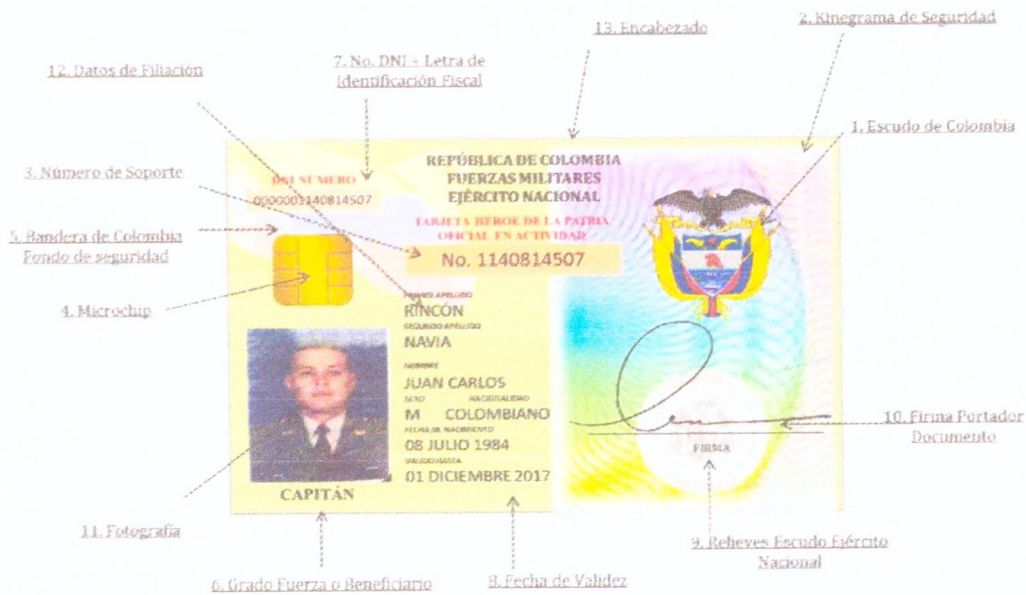 13. Encabezado
2. Kinegrama de Seguridad
12. Datos de Filiación
7. No. DNI + Letra de
Identificación Fiscal
1. Escudo de Colombia
3. Número de Soporte
5. Bandera de Colombia
Fondo de seguridad
4. Microchip
DNI NÚMERO
0000001140814507
REPÚBLICA DE COLOMBIA
FUERZAS MILITARES
EJÉRCITO NACIONAL
TARJETA HÉROE DE LA PATRIA
OFICIAL EN ACTIVIDAD
No. 1140814507
PRIMER APELLIDO
RINCÓN
SEGUNDO APELLIDO
NAVIA
NOMBRE
JUAN CARLOS
SEXO NACIONALIDAD
M COLOMBIANO
FECHA DE NACIMIENTO
08 JULIO 1984
VALIDO HASTA
01 DICIEMBRE 2017
CAPITÁN
FIRMA
10. Firma Portador
Documento
11. Fotografía
9. Relieves Escudo Ejército
Nacional
6. Grado Fuerza o Beneficiario
8. Fecha de Validez